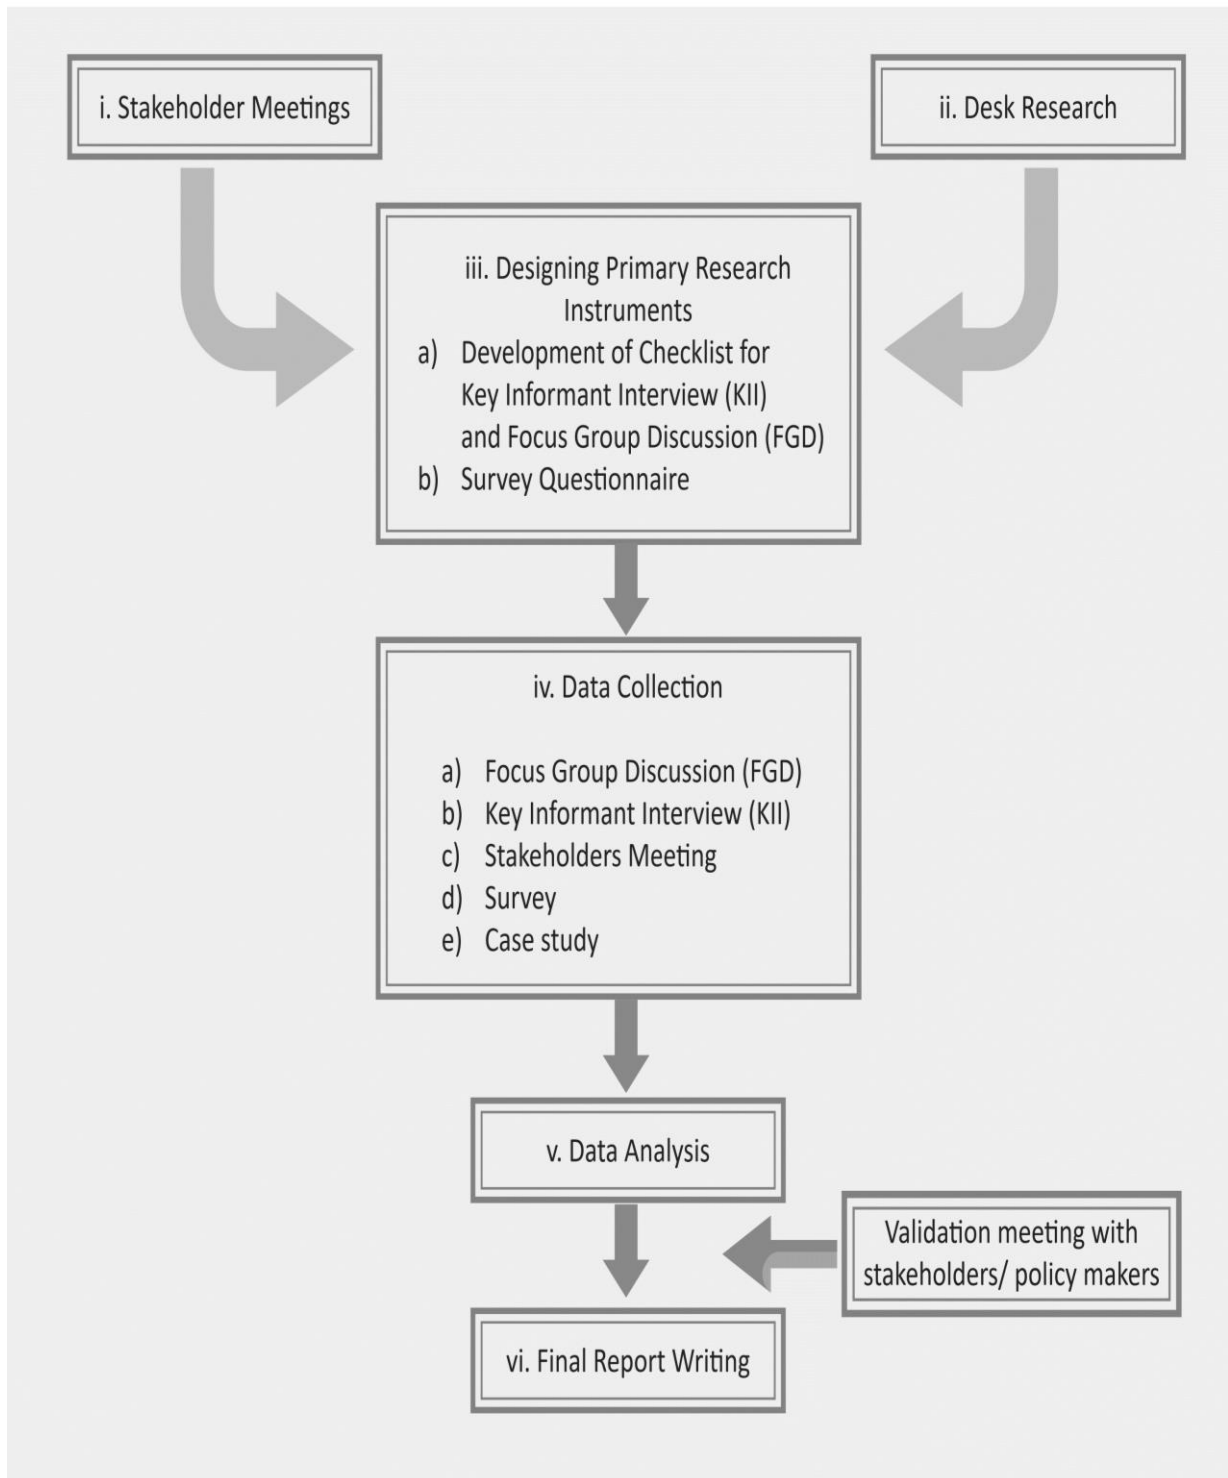 i. Stakeholder Meetings
ii. Desk Research
iii. Designing Primary Research
Instruments
a) Development of Checklist for
Key Informant Interview (KII)
and Focus Group Discussion (FGD)
b) Survey Questionnaire
iv. Data Collection
a) Focus Group Discussion (FGD)
b) Key Informant Interview (KII)
c) Stakeholders Meeting
d) Survey
e) Case study
v. Data Analysis
Validation meeting with
stakeholders/ policy makers
vi. Final Report Writing